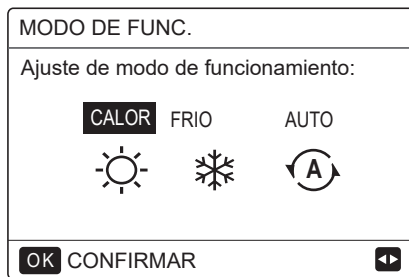 MODO DE FUNC.
Ajuste de modo de funcionamiento:
CALOR FRIO AUTO
A
OK CONFIRMAR